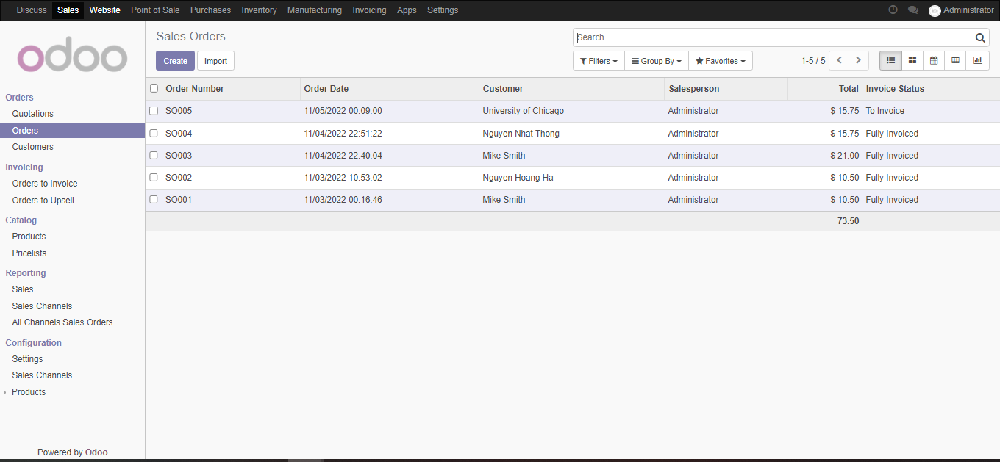 Discuss Sales Website Point of Sale Purchases Inventory Manufacturing Invoicing Apps Settings Administrator
odoo
Orders
Quotations
Orders
Customers
Invoicing
Orders to Invoice
Orders to Upsell
Catalog
Products
Pricelists
Reporting
Sales
Sales Channels
All Channels Sales Orders
Configuration
Settings
Sales Channels
Products
Powered by Odoo
Sales Orders
Search...
Create Import
Filters Group By Favorites 1-5 / 5
Order Number Order Date Customer Salesperson Total Invoice Status
SO005 11/05/2022 00:09:00 University of Chicago Administrator $ 15.75 To Invoice
SO004 11/04/2022 22:51:22 Nguyen Nhat Thong Administrator $ 15.75 Fully Invoiced
SO003 11/04/2022 22:40:04 Mike Smith Administrator $ 21.00 Fully Invoiced
SO002 11/03/2022 10:53:02 Nguyen Hoang Ha Administrator $ 10.50 Fully Invoiced
SO001 11/03/2022 00:16:46 Mike Smith Administrator $ 10.50 Fully Invoiced
73.50